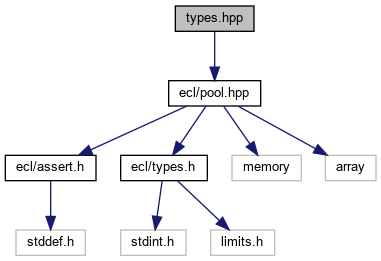 types.hpp
ecl/pool.hpp
ecl/assert.h
ecl/types.h
memory
array
stddef.h
stdint.h
limits.h